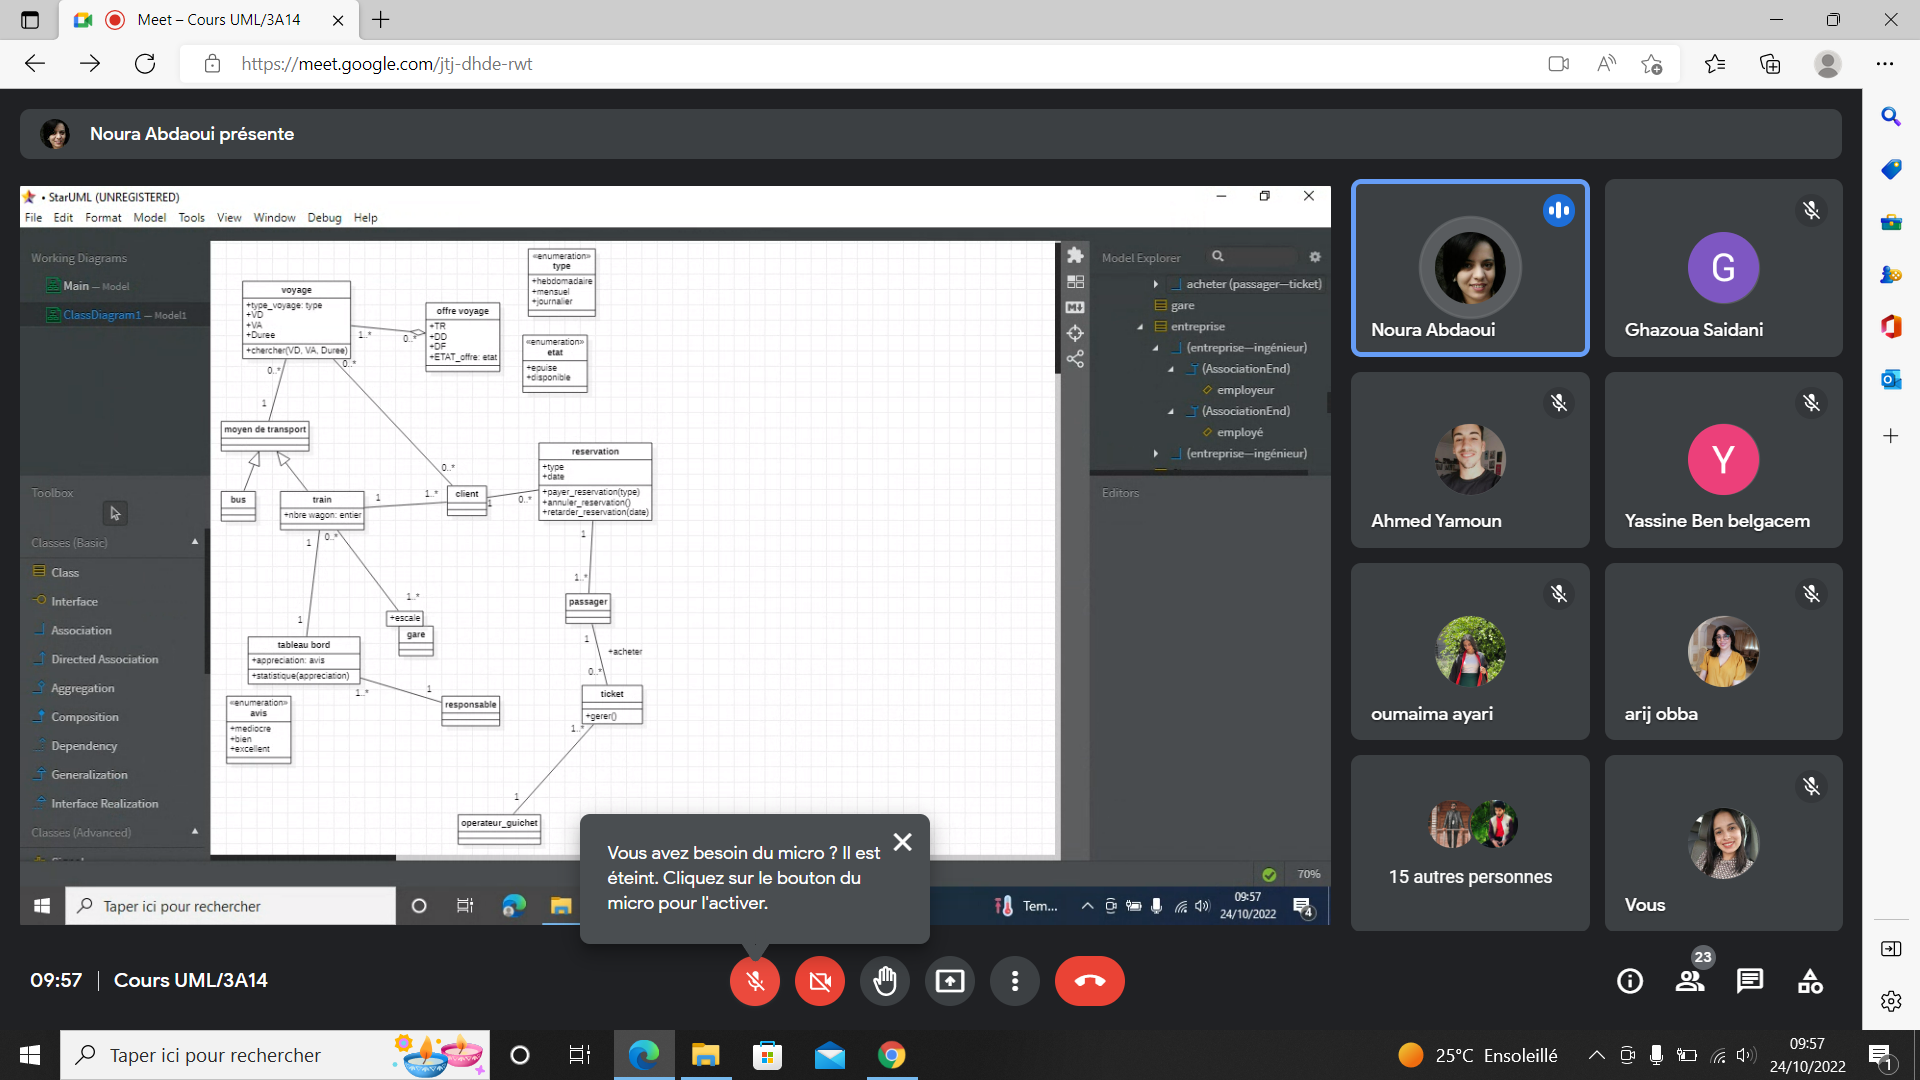 Meet – Cours UML/3A14
https://meet.google.com/jtj-dhde-rwt
Noura Abdaoui présente
• StarUML (UNREGISTERED)
File Edit Format Model Tools View Window Debug Help
Working Diagrams
Main — Model
ClassDiagram1 — Model1
Toolbox
Classes (Basic)
Class
Interface
Association
Directed Association
Aggregation
Composition
Dependency
Generalization
Interface Realization
Classes (Advanced)
voyage
+type_voyage: type
+VD
+VA
+Duree
+chercher(VD, VA, Duree)
1..*
0..*
offre voyage
+TR
+DD
+DF
+ETAT_offre: etat
«enumeration»
type
+hebdomadaire
+mensuel
+journalier
«enumeration»
etat
+epuise
+disponible
0..*
0..*
1
moyen de transport
0..*
bus
train
+nbre wagon: entier
1
1..*
client
1
0..*
reservation
+type
+date
+payer_reservation(type)
+annuler_reservation()
+retarder_reservation(date)
1
0..*
1
1..*
1..*
passager
+escale
gare
1
tableau bord
+appreciation: avis
+statistique(appreciation)
1
+acheter
0..*
ticket
+gerer()
1..*
1
responsable
«enumeration»
avis
+mediocre
+bien
+excellent
1..*
1
operateur_guichet
Model Explorer
acheter (passager—ticket)
gare
entreprise
(entreprise—ingénieur)
(AssociationEnd)
employeur
(AssociationEnd)
employé
(entreprise—ingénieur)
Editors
70%
Taper ici pour rechercher
Tem...
09:57
24/10/2022
4
Vous avez besoin du micro ? Il est
éteint. Cliquez sur le bouton du
micro pour l'activer.
Noura Abdaoui
G
Ghazoua Saidani
Ahmed Yamoun
Y
Yassine Ben belgacem
oumaima ayari
arij obba
15 autres personnes
Vous
09:57 | Cours UML/3A14
23
Taper ici pour rechercher
25°C Ensoleillé
09:57
24/10/2022
1